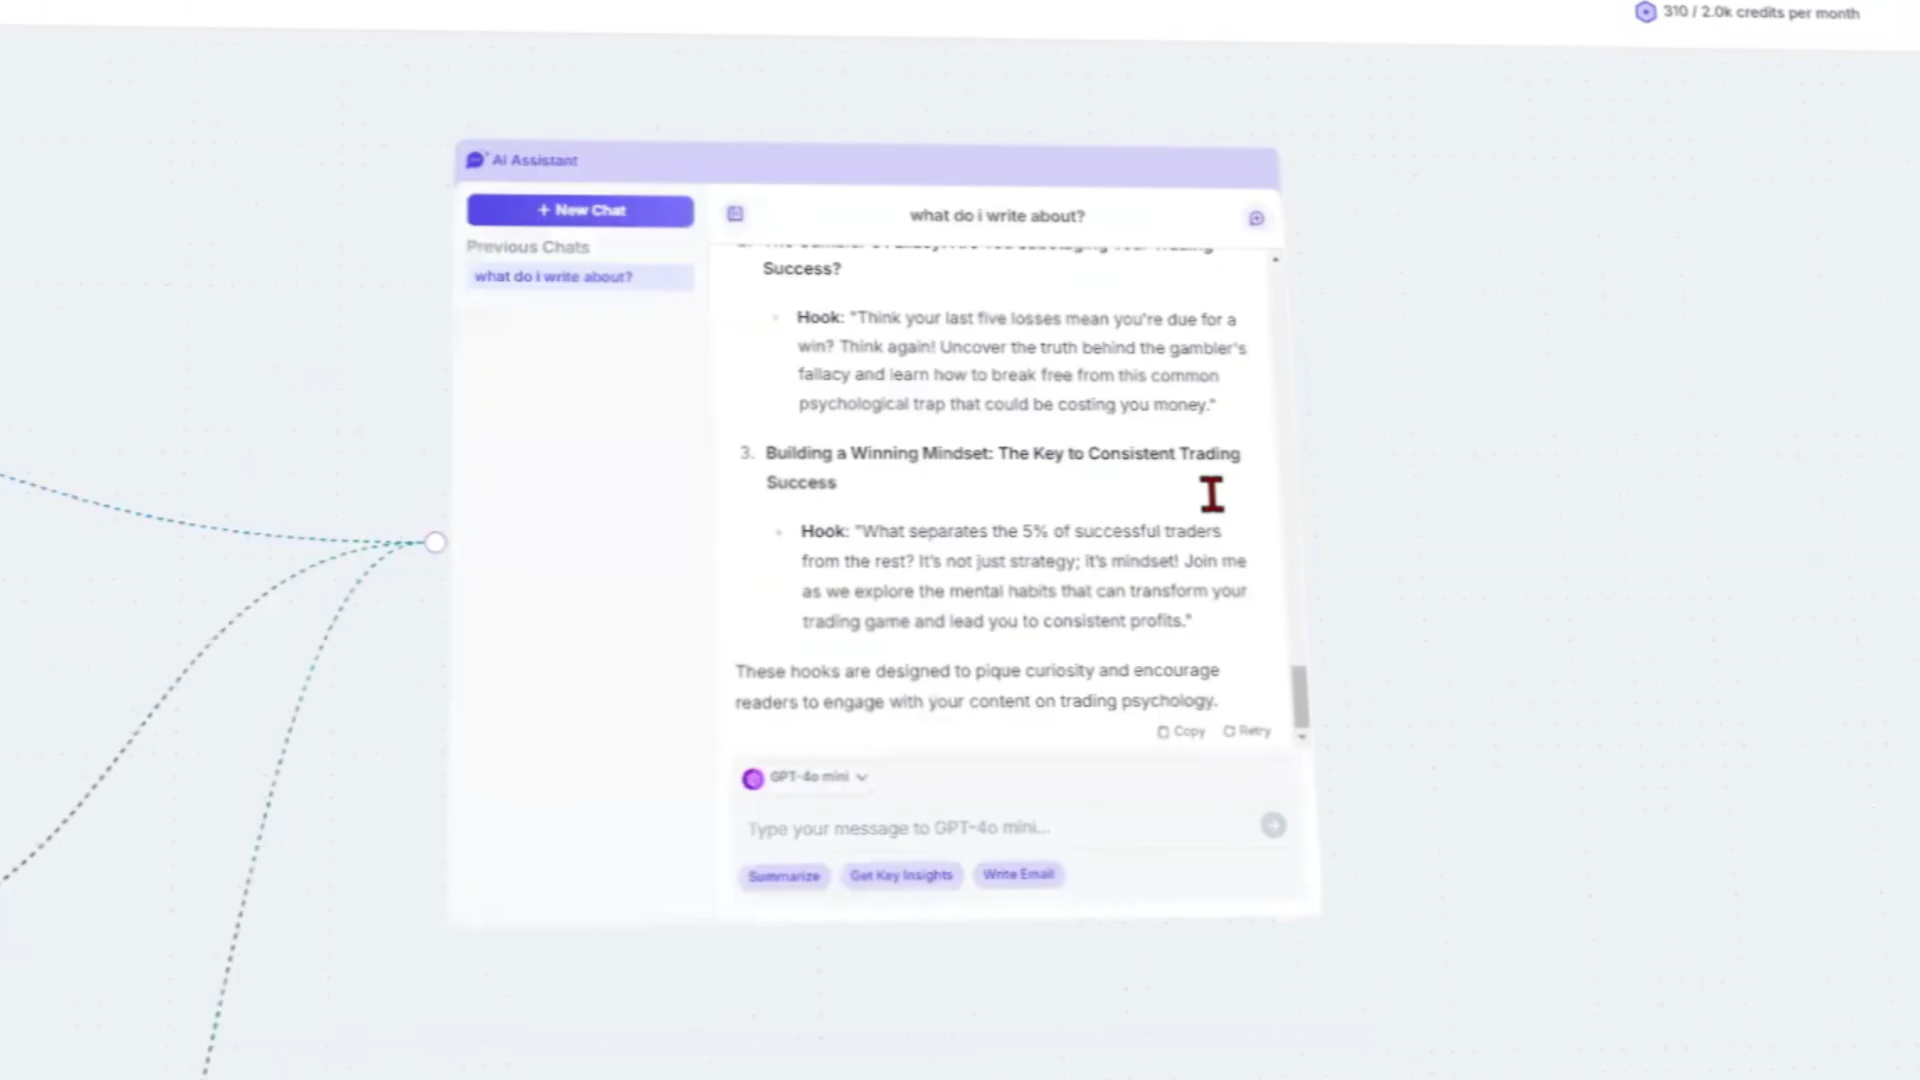 310 / 2.0k credits per month
AI Assistant
+ New Chat
Previous Chats
what do i write about?
what do i write about?
Success?
Hook: "Think your last five losses mean you're due for a
win? Think again! Uncover the truth behind the gambler's
fallacy and learn how to break free from this common
psychological trap that could be costing you money."
3. Building a Winning Mindset: The Key to Consistent Trading
Success
Hook: "What separates the 5% of successful traders
from the rest? It's not just strategy; it's mindset! Join me
as we explore the mental habits that can transform your
trading game and lead you to consistent profits."
These hooks are designed to pique curiosity and encourage
readers to engage with your content on trading psychology.
Copy Retry
GPT-4o mini
Type your message to GPT-4o mini...
Summarize Get Key Insights Write Email